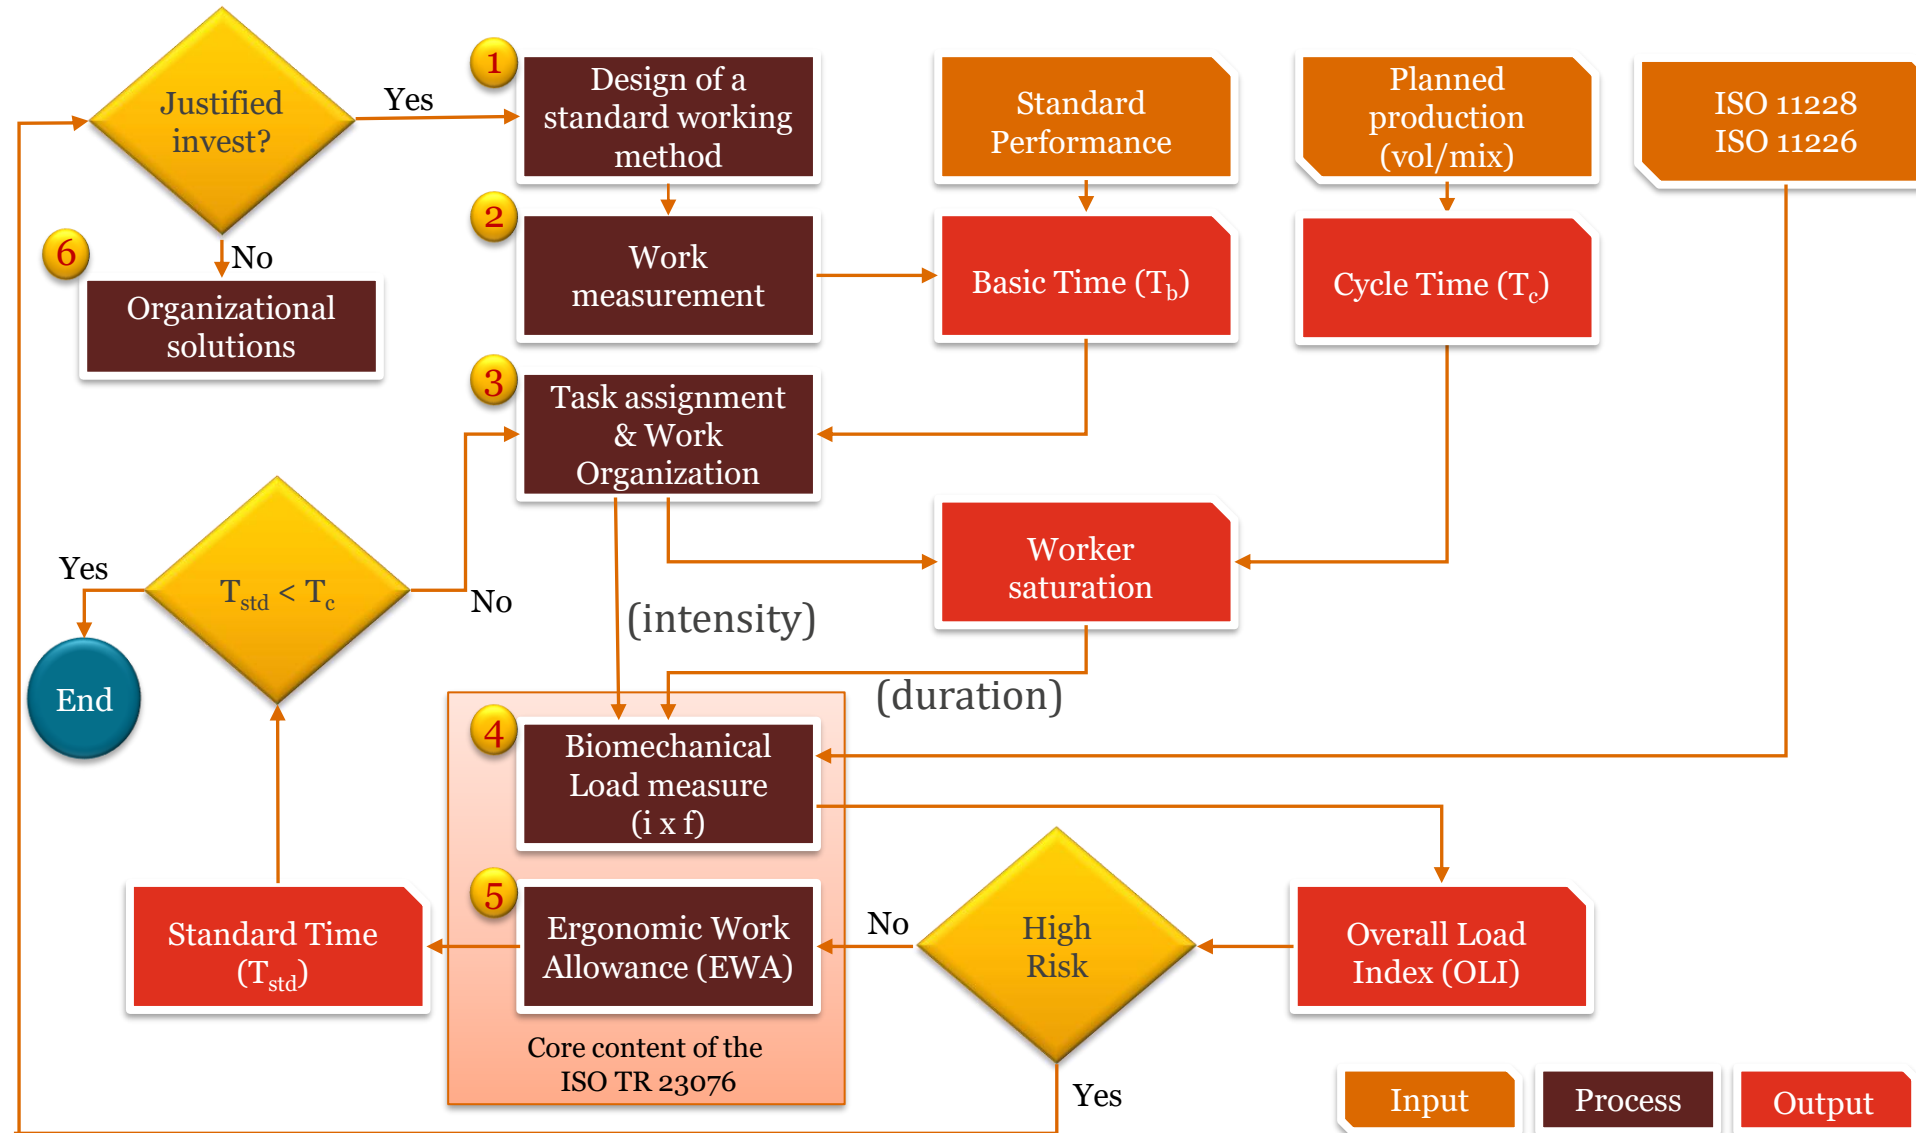 Justified
invest?
Yes
1
Design of a
standard working
method
Standard
Performance
Planned
production
(vol/mix)
ISO 11228
ISO 11226
No
6
Organizational
solutions
2
Work
measurement
Basic Time (Tb)
Cycle Time (Tc)
3
Task assignment
& Work
Organization
Worker
saturation
Yes
Tstd < Tc
No
End
(intensity)
(duration)
4
Biomechanical
Load measure
(i x f)
5
Ergonomic Work
Allowance (EWA)
Core content of the
ISO TR 23076
Standard Time
(Tstd)
No
High
Risk
Yes
Overall Load
Index (OLI)
Input
Process
Output